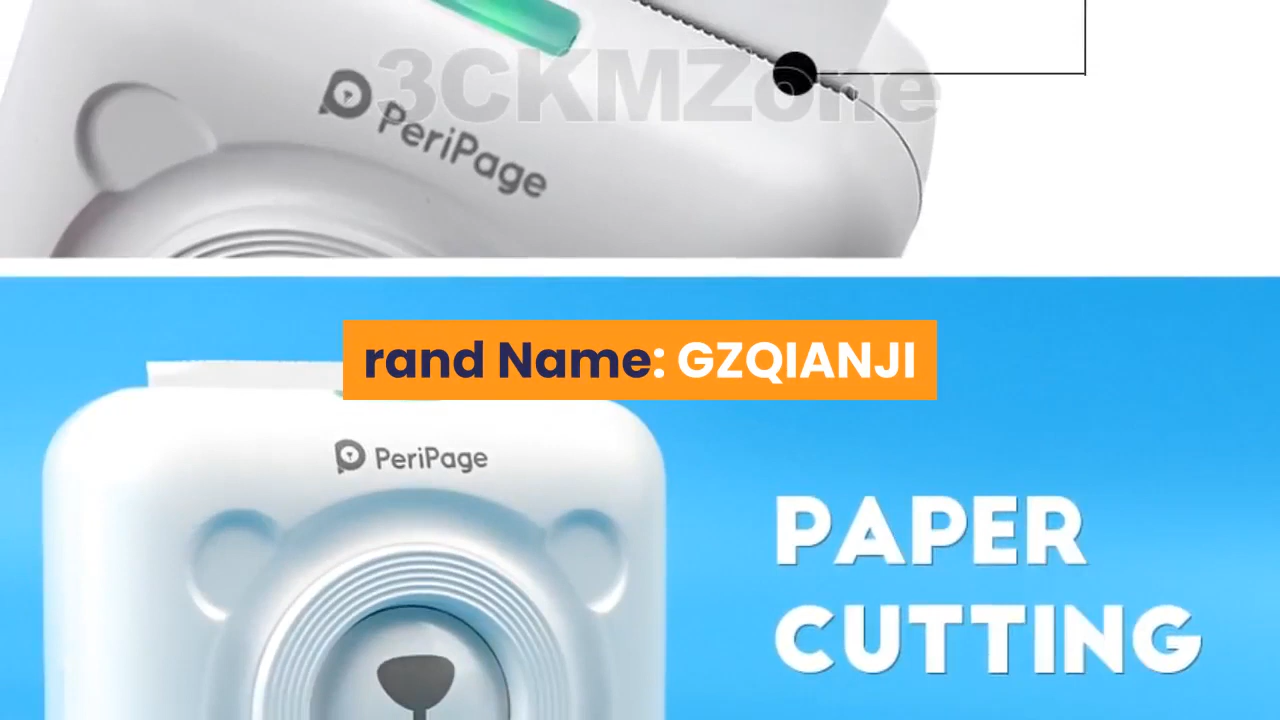 3CKMZone
PeriPage
rand Name: GZQIANJI
PeriPage
PAPER
CUTTING